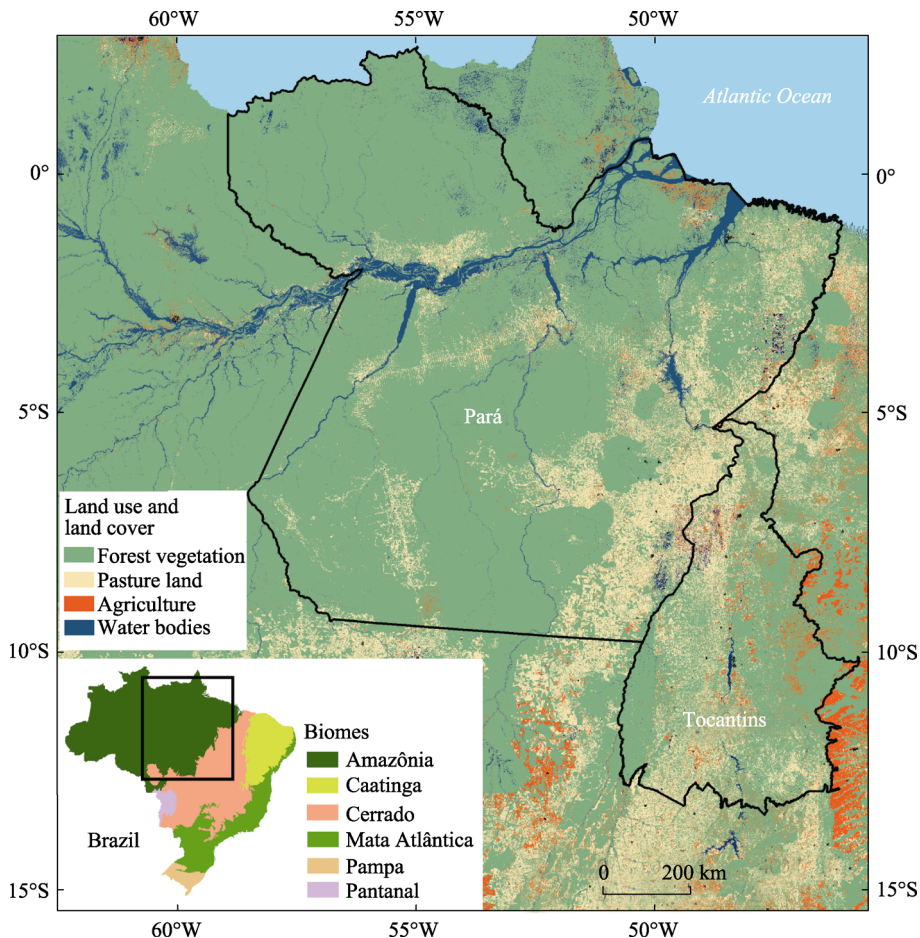 60°W 55°W 50°W
Atlantic Ocean
0° 0°
5°S 5°S
Pará
Land use and
land cover
Forest vegetation
Pasture land
Agriculture
Water bodies
10°S 10°S
Tocantins
Biomes
Amazônia
Caatinga
Cerrado
Mata Atlântica
Pampa
Pantanal
Brazil
0 200 km
15°S 15°S
60°W 55°W 50°W